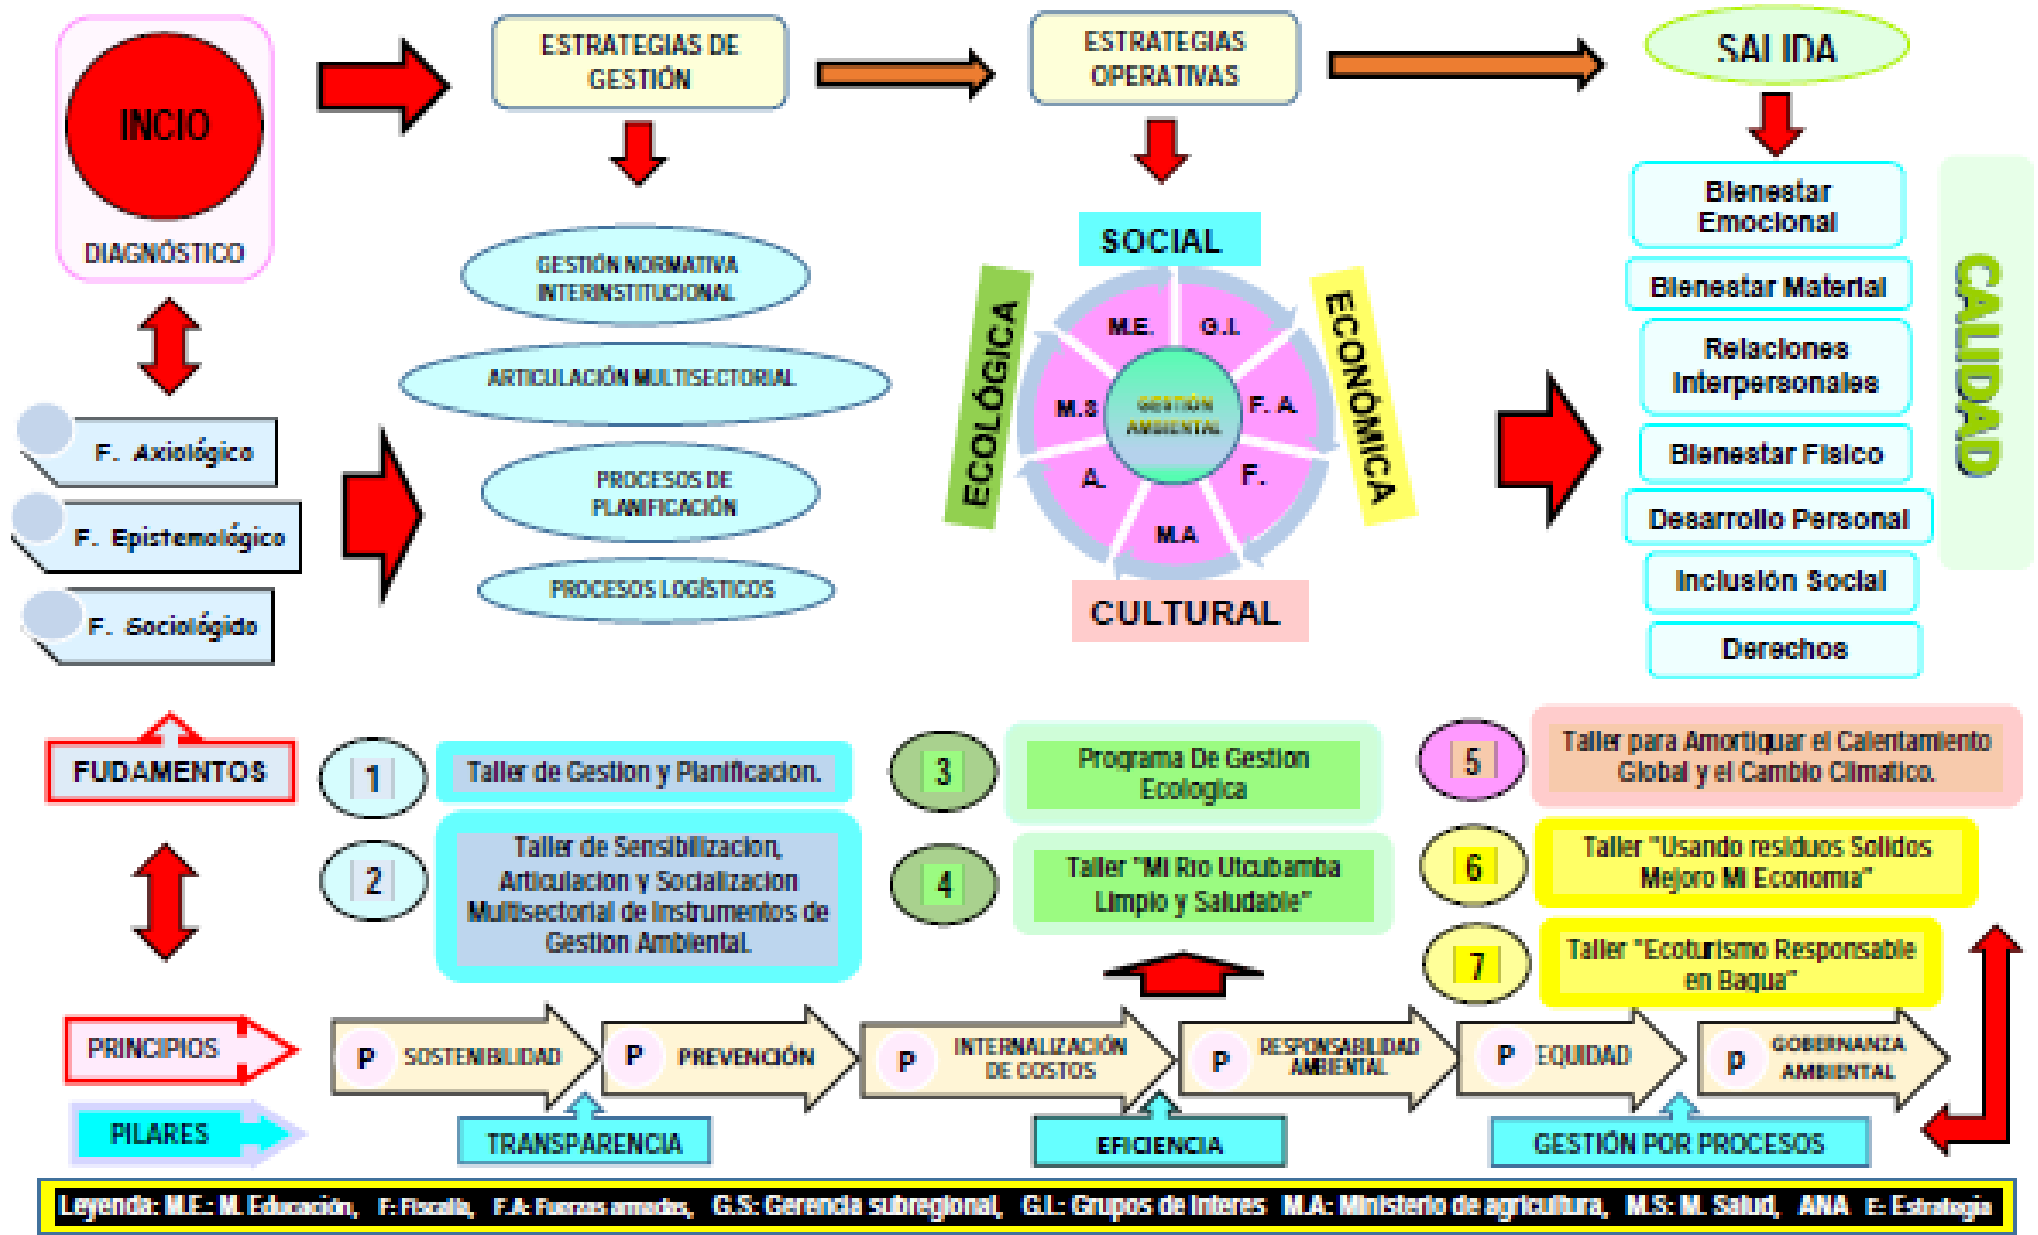 INCIO
DIAGNÓSTICO
ESTRATEGIAS DE
GESTIÓN
ESTRATEGIAS
OPERATIVAS
SALIDA
GESTIÓN NORMATIVA
INTERINSTITUCIONAL
ARTICULACIÓN MULTISECTORIAL
PROCESOS DE
PLANIFICACIÓN
PROCESOS LOGÍSTICOS
SOCIAL
ECOLÓGICA
ECONÓMICA
CULTURAL
M.E.
G.I.
M.S
F. A.
A.
F.
M.A
GESTIÓN
AMBIENTAL
Bienestar
Emocional
Bienestar Material
Relaciones
Interpersonales
Bienestar Fisico
Desarrollo Personal
Inclusión Social
Derechos
CALIDAD
F. Axiológico
F. Epistemológico
F. Sociológido
FUDAMENTOS
1
Taller de Gestion y Planificacion.
2
Taller de Sensibilizacion,
Articulacion y Socializacion
Multisectorial de Instrumentos de
Gestion Ambiental.
3
Programa De Gestion
Ecologica
4
Taller "Mi Rio Utcubamba
Limpio y Saludable"
5
Taller para Amortiguar el Calentamiento
Global y el Cambio Climatico.
6
Taller "Usando residuos Solidos
Mejoro Mi Economia"
7
Taller "Ecoturismo Responsable
en Bagua"
PRINCIPIOS
P SOSTENIBILIDAD
P PREVENCIÓN
P INTERNALIZACIÓN
DE COSTOS
P RESPONSABILIDAD
AMBIENTAL
P EQUIDAD
p GOBERNANZA
AMBIENTAL
PILARES
TRANSPARENCIA
EFICIENCIA
GESTIÓN POR PROCESOS
Leyenda: M.E.: M. Educación, F: Fiscalía, F.A: Fuerzas armadas, G.S: Gerencia subregional, G.I.: Grupos de interes M.A: Ministerio de agricultura, M.S: M. Salud, ANA E: Estrategia